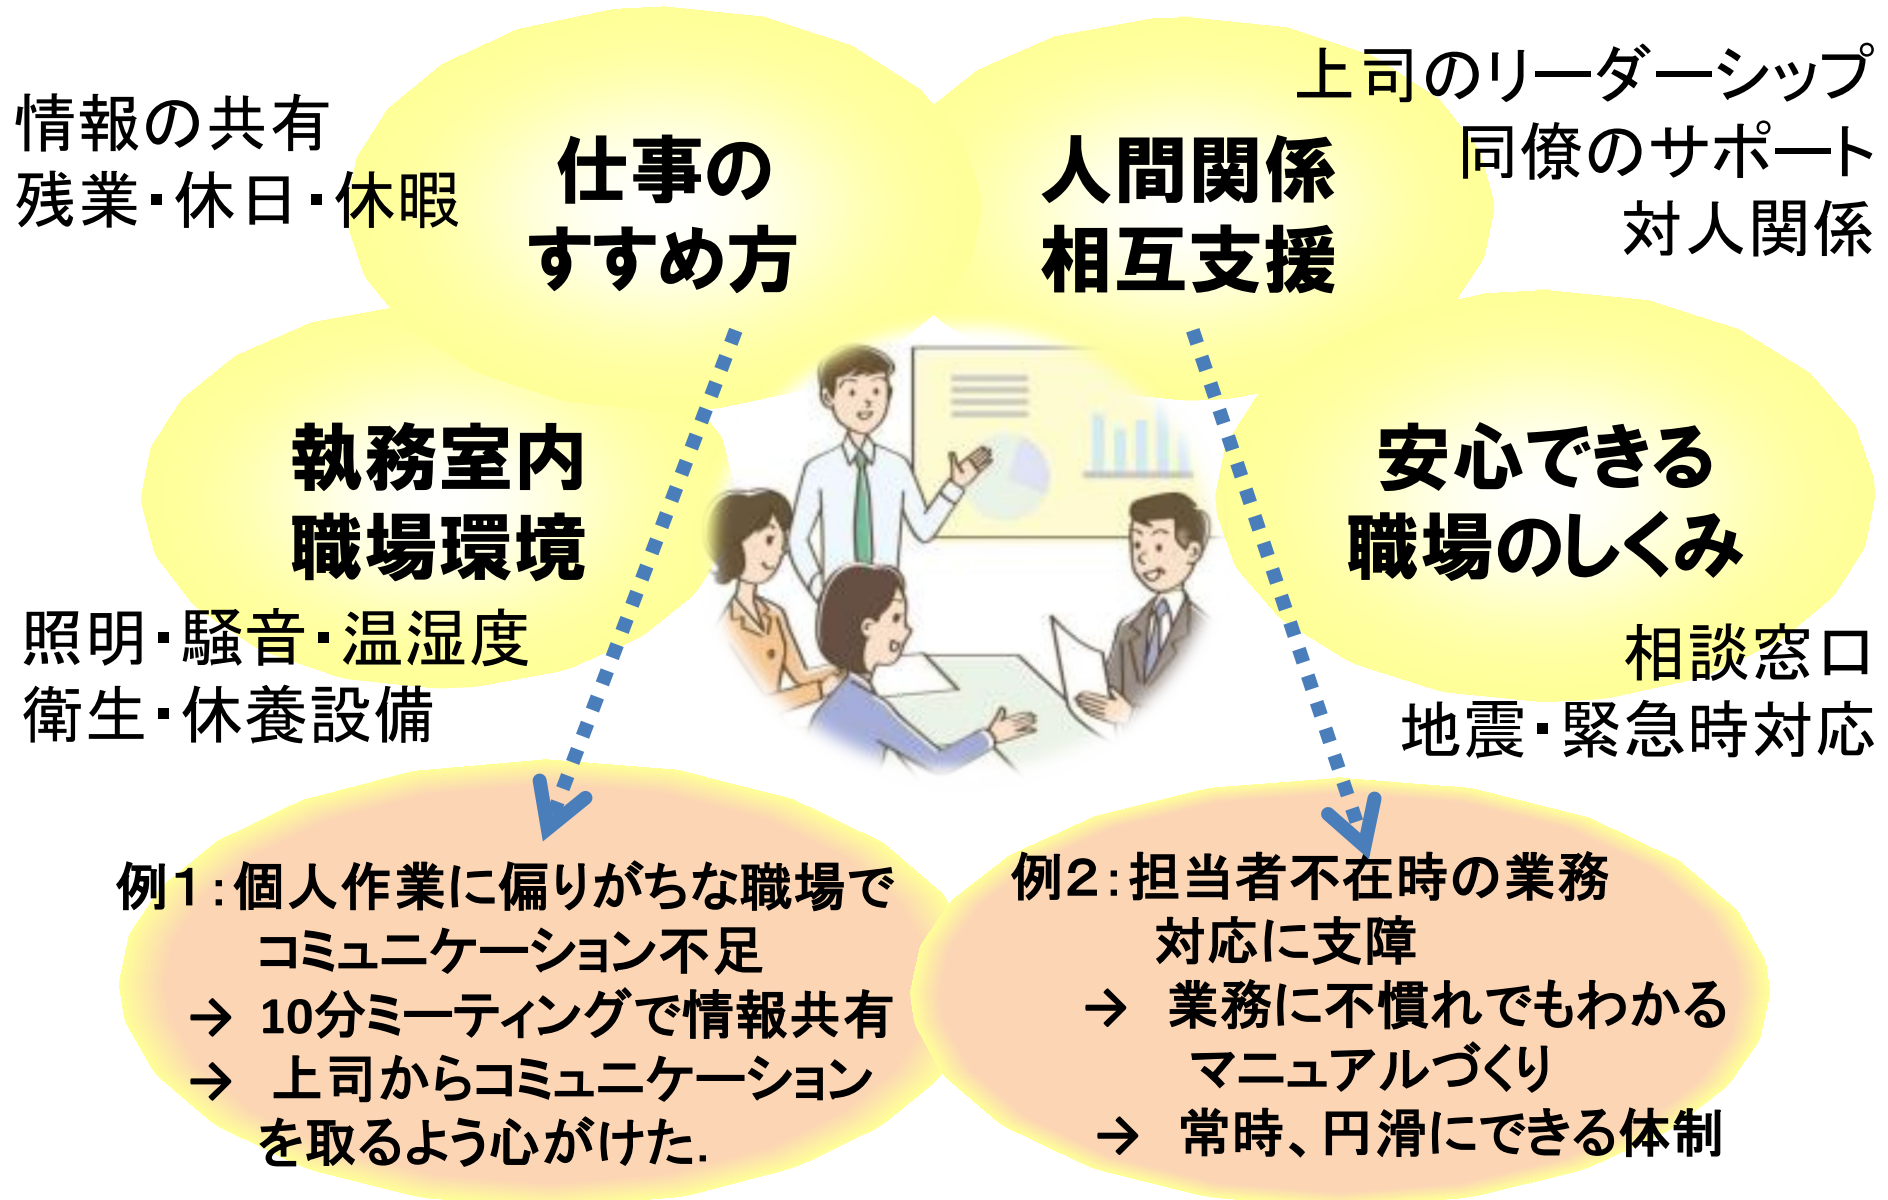 情報の共有
残業・休日・休暇
仕事の
すすめ方
人間関係
相互支援
上司のリーダーシップ
同僚のサポート
対人関係
執務室内
職場環境
照明・騒音・温湿度
衛生・休養設備
安心できる
職場のしくみ
相談窓口
地震・緊急時対応
例1:個人作業に偏りがちな職場で
コミュニケーション不足
→ 10分ミーティングで情報共有
→ 上司からコミュニケーション
を取るよう心がけた.
例2:担当者不在時の業務
対応に支障
→ 業務に不慣れでもわかる
マニュアルづくり
→ 常時、円滑にできる体制